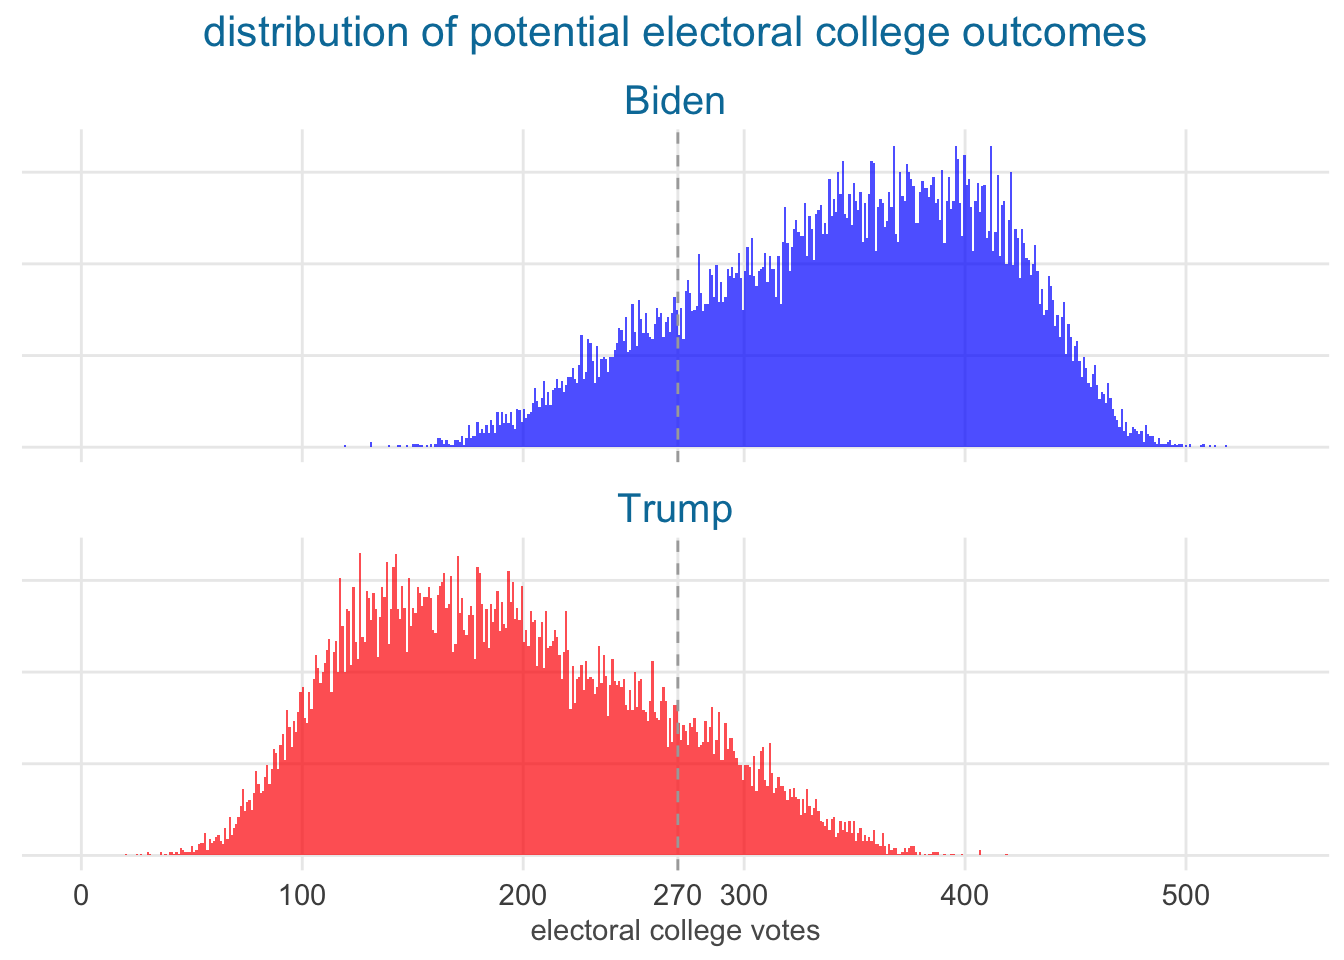 distribution of potential electoral college outcomes
Biden
Trump
0 100 200 270 300 400 500
electoral college votes